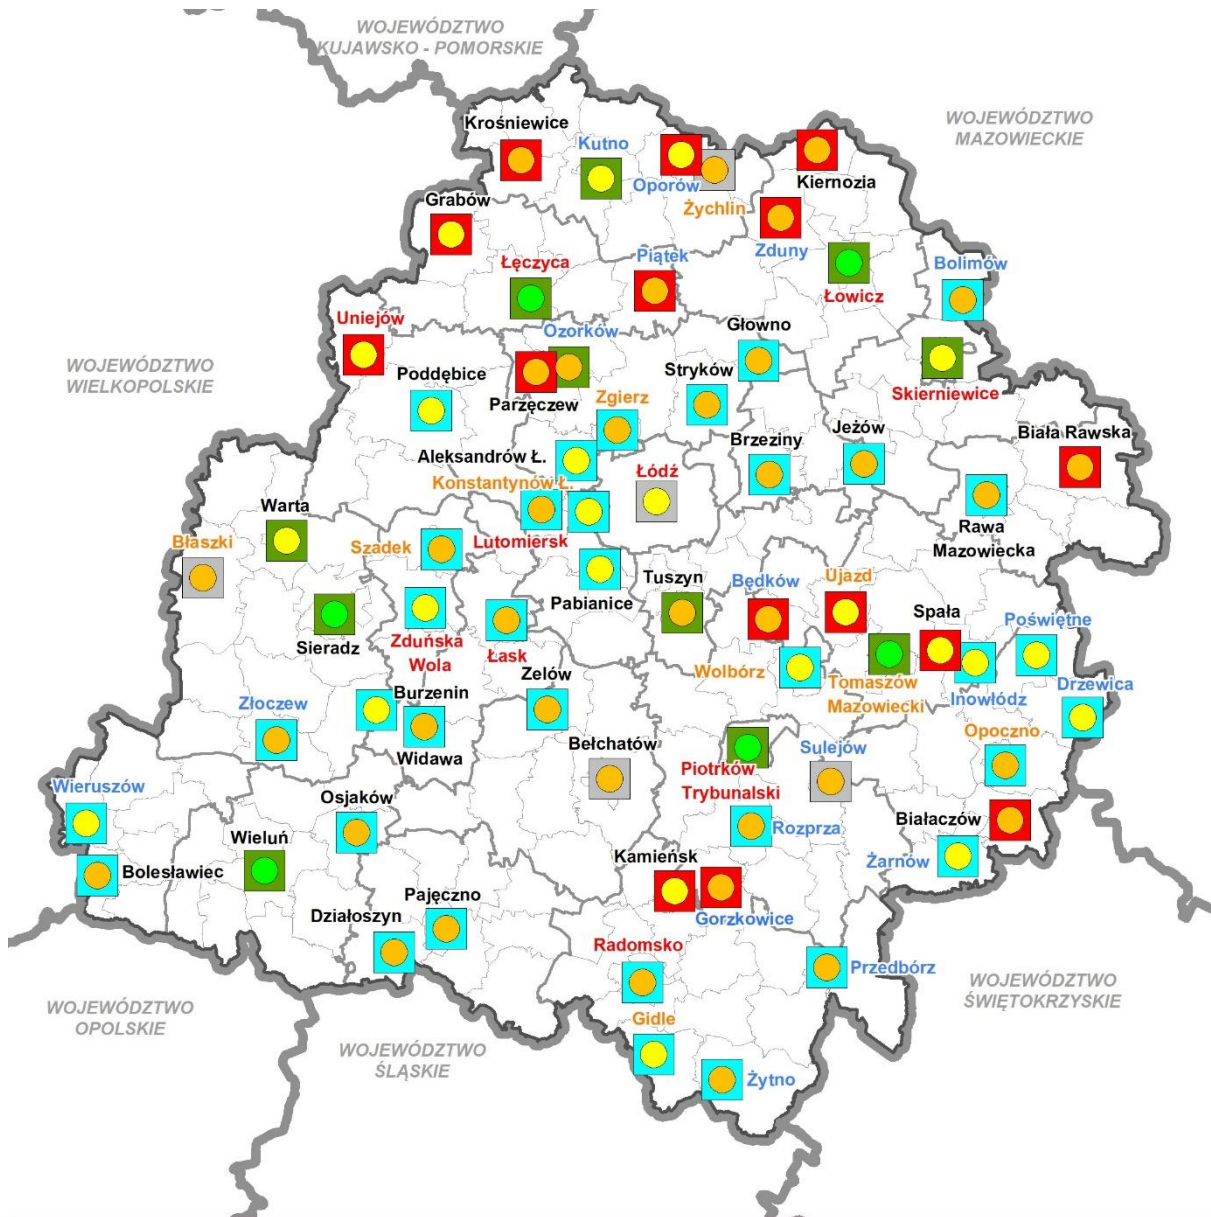 WOJEWÓDZTWO
KUJAWSKO - POMORSKIE
WOJEWÓDZTWO
MAZOWIECKIE
Krośniewice
Kutno
Oporów
Żychlin
Kiernozia
Grabów
Zduny
Łęczyca
Piątek
Łowicz
Bolimów
Uniejów
Ozorków
Głowno
WOJEWÓDZTWO
WIELKOPOLSKIE
Poddębice
Parzęczew
Stryków
Skierniewice
Zgierz
Aleksandrów Ł.
Brzeziny
Jeżów
Biała Rawska
Konstantynów Ł.
Łódź
Warta
Rawa
Mazowiecka
Błaszki
Szadek
Lutomiersk
Pabianice
Tuszyn
Będków
Ujazd
Spała
Poświętne
Sieradz
Zduńska
Wola
Łask
Zelów
Wolbórz
Tomaszów
Mazowiecki
Inowłódz
Drzewica
Złoczew
Burzenin
Widawa
Bełchatów
Piotrków
Trybunalski
Sulejów
Opoczno
Wieruszów
Osjaków
Wieluń
Rozprza
Białaczów
Bolesławiec
Kamieńsk
Żarnów
Pajęczno
Działoszyn
Gorzkowice
Radomsko
Przedbórz
WOJEWÓDZTWO
ŚWIĘTOKRZYSKIE
WOJEWÓDZTWO
OPOLSKIE
Gidle
WOJEWÓDZTWO
ŚLĄSKIE
Żytno